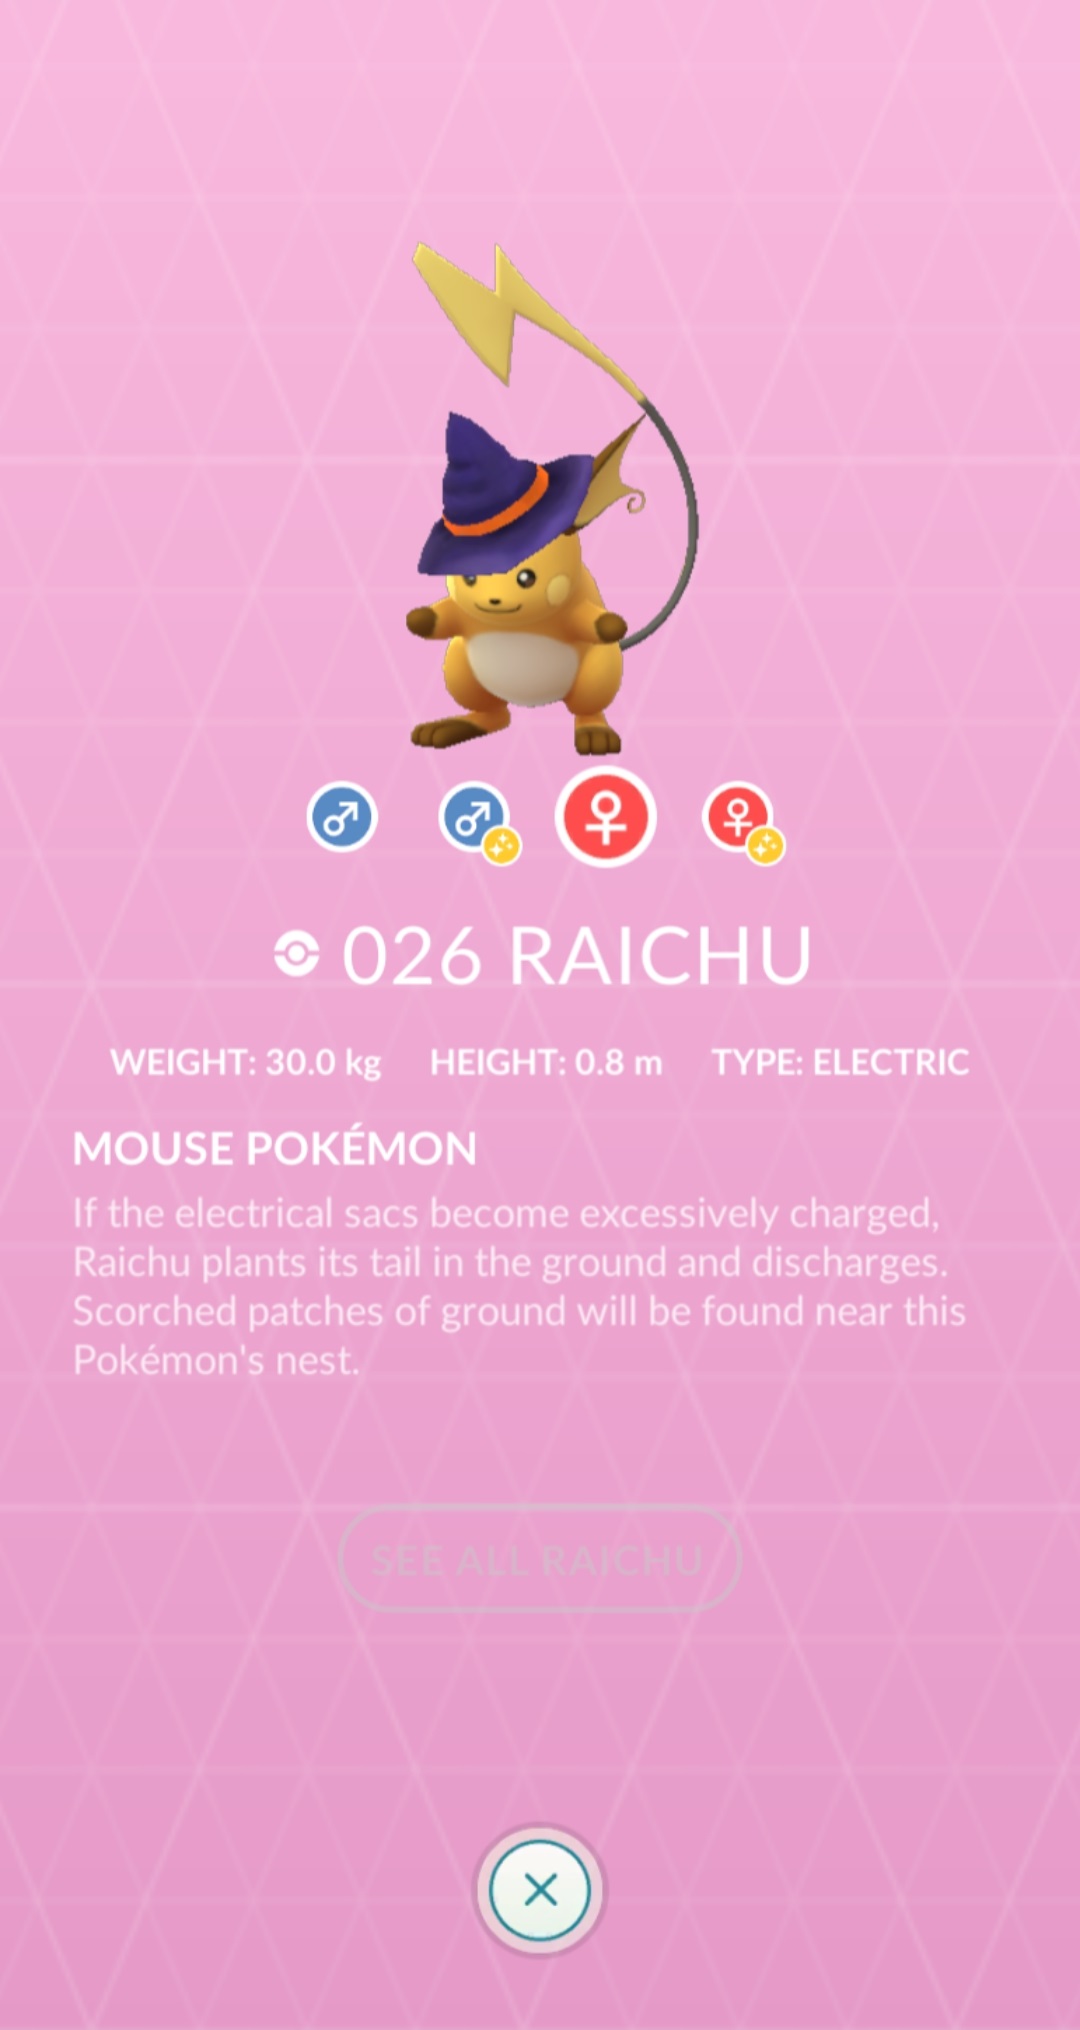 026 RAICHU
WEIGHT: 30.0 kg HEIGHT: 0.8 m TYPE: ELECTRIC
MOUSE POKÉMON
If the electrical sacs become excessively charged,
Raichu plants its tail in the ground and discharges.
Scorched patches of ground will be found near this
Pokémon's nest.
SEE ALL RAICHU